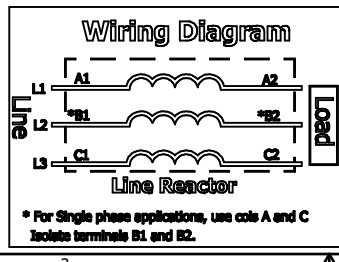 Wiring Diagram
A1 A2
L1
*B1 *B2
Line L2 Load
C1 C2
L3
Line Reactor
* For Single phase applications, use cols A and C
Isolate terminals B1 and B2.